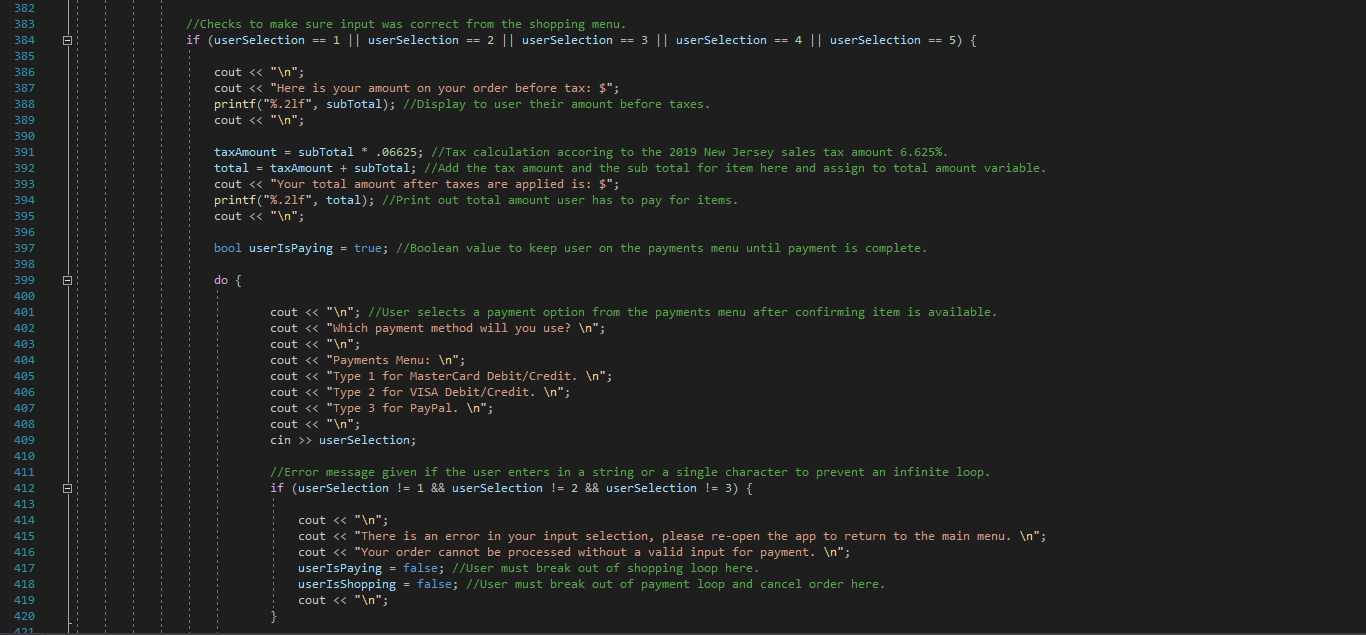 382
383 //Checks to make sure input was correct from the shopping menu.
384 if (userSelection == 1 || userSelection == 2 || userSelection == 3 || userSelection == 4 || userSelection == 5) {
385
386 cout << "\n";
387 cout << "Here is your amount on your order before tax: $";
388 printf("%.2lf", subTotal); //Display to user their amount before taxes.
389 cout << "\n";
390
391 taxAmount = subTotal * .06625; //Tax calculation accoring to the 2019 New Jersey sales tax amount 6.625%.
392 total = taxAmount + subTotal; //Add the tax amount and the sub total for item here and assign to total amount variable.
393 cout << "Your total amount after taxes are applied is: $";
394 printf("%.2lf", total); //Print out total amount user has to pay for items.
395 cout << "\n";
396
397 bool userIsPaying = true; //Boolean value to keep user on the payments menu until payment is complete.
398
399 do {
400
401 cout << "\n"; //User selects a payment option from the payments menu after confirming item is available.
402 cout << "Which payment method will you use? \n";
403 cout << "\n";
404 cout << "Payments Menu: \n";
405 cout << "Type 1 for MasterCard Debit/Credit. \n";
406 cout << "Type 2 for VISA Debit/Credit. \n";
407 cout << "Type 3 for PayPal. \n";
408 cout << "\n";
409 cin >> userSelection;
410
411 //Error message given if the user enters in a string or a single character to prevent an infinite loop.
412 if (userSelection != 1 && userSelection != 2 && userSelection != 3) {
413
414 cout << "\n";
415 cout << "There is an error in your input selection, please re-open the app to return to the main menu. \n";
416 cout << "Your order cannot be processed without a valid input for payment. \n";
417 userIsPaying = false; //User must break out of shopping loop here.
418 userIsShopping = false; //User must break out of payment loop and cancel order here.
419 cout << "\n";
420 }
421